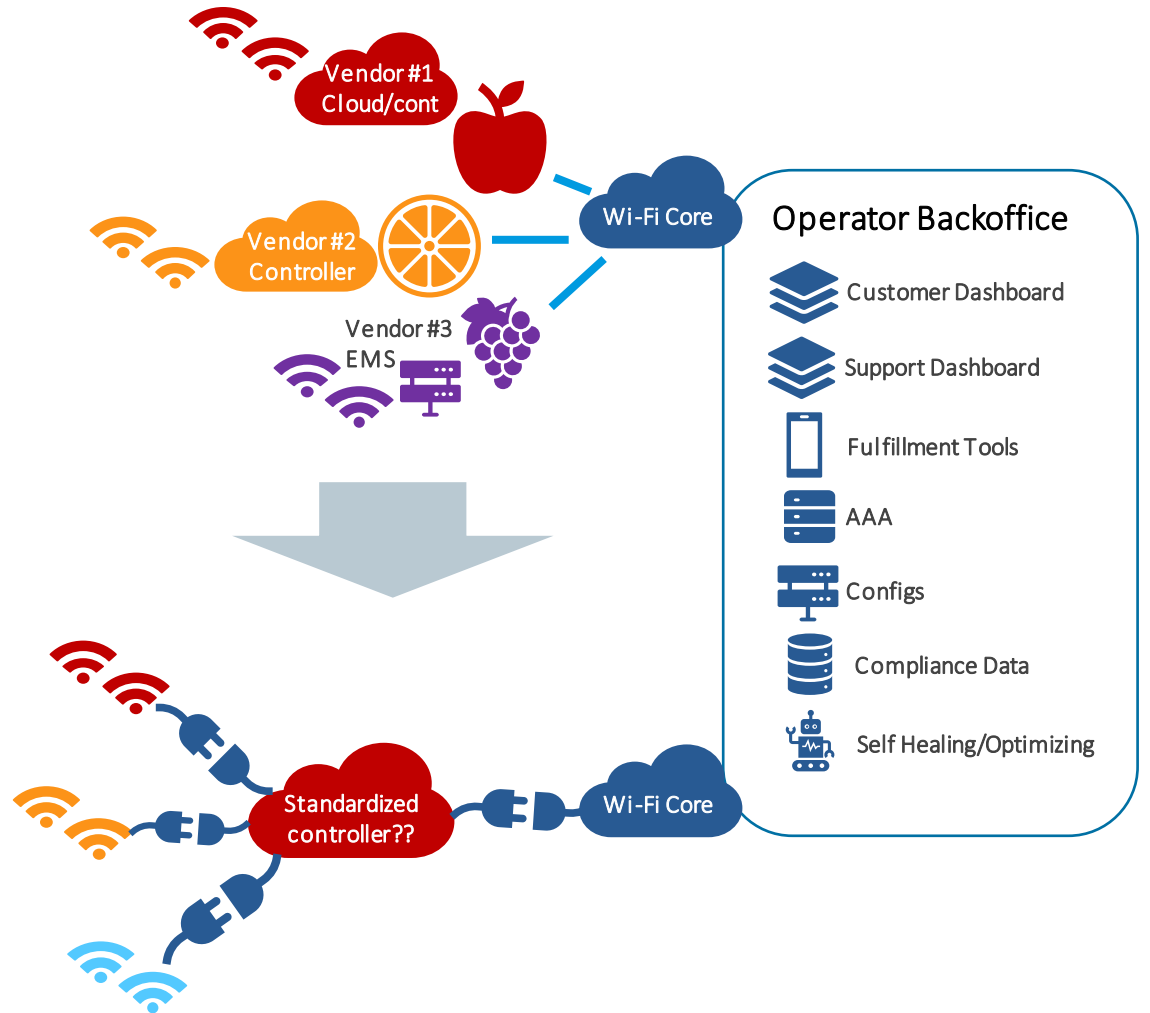 Vendor #1
Cloud/cont
Wi-Fi Core
Operator Backoffice
Vendor #2
Controller
Customer Dashboard
Vendor #3
EMS
Support Dashboard
Fulfillment Tools
AAA
Configs
Compliance Data
Self Healing/Optimizing
Standardized
controller??
Wi-Fi Core